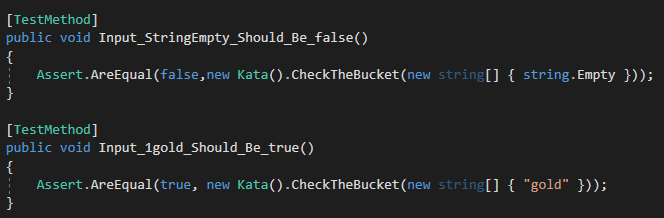 [TestMethod]
public void Input_StringEmpty_Should_Be_false()
{
    Assert.AreEqual(false,new Kata().CheckTheBucket(new string[] { string.Empty }));
}

[TestMethod]
public void Input_1gold_Should_Be_true()
{
    Assert.AreEqual(true, new Kata().CheckTheBucket(new string[] { "gold" }));
}